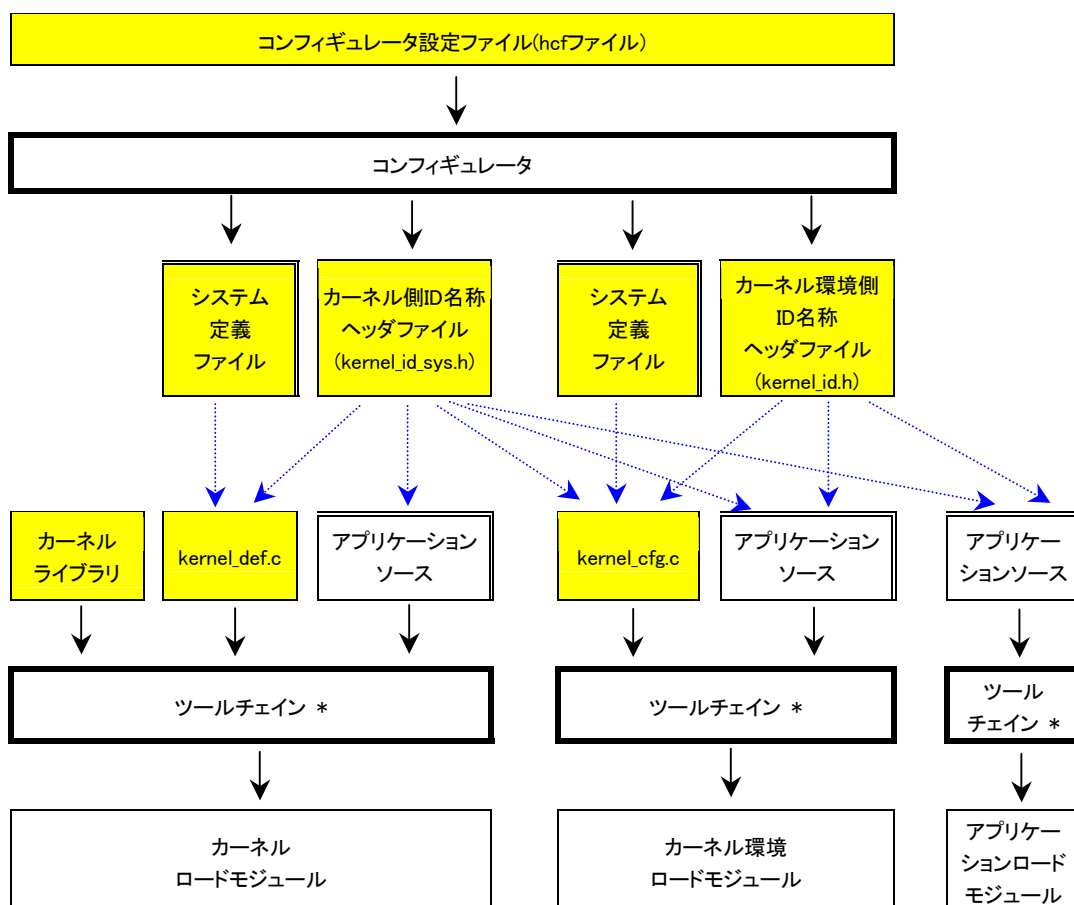 コンフィギュレータ設定ファイル(hcfファイル)
コンフィギュレータ
システム
定義
ファイル
カーネル側ID名称
ヘッダファイル
(kernel_id_sys.h)
システム
定義
ファイル
カーネル環境側
ID名称
ヘッダファイル
(kernel_id.h)
カーネル
ライブラリ
kernel_def.c
アプリケーション
ソース
kernel_cfg.c
アプリケーション
ソース
アプリケー
ションソース
ツールチェイン *
ツールチェイン *
ツール
チェイン *
カーネル
ロードモジュール
カーネル環境
ロードモジュール
アプリケー
ションロード
モジュール